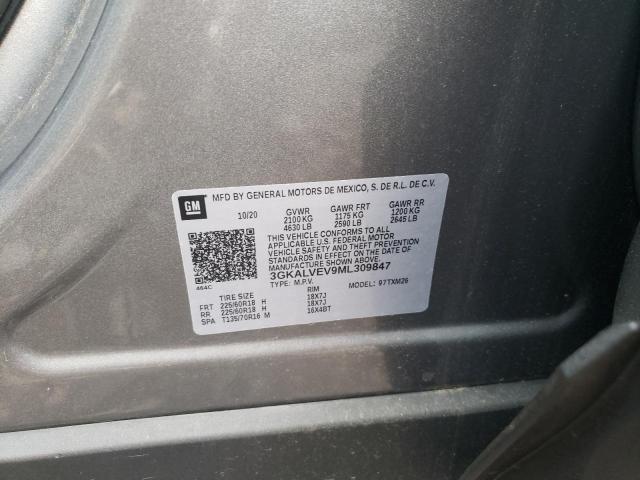 GM MFD BY GENERAL MOTORS DE MEXICO, S. DE R.L. DE C.V.
10/20 GVWR GAWR FRT GAWR RR
2100 KG 1175 KG 1200 KG
4630 LB 2590 LB 2645 LB
THIS VEHICLE CONFORMS TO ALL
APPLICABLE U.S. FEDERAL MOTOR
VEHICLE SAFETY AND THEFT PREVENTION
STANDARDS IN EFFECT ON THE DATE OF
MANUFACTURE SHOWN ABOVE.
3GKALVEV9ML309847
464C TYPE: M.P.V. MODEL: 97TXM26
TIRE SIZE RIM
FRT 225/60R18 H 18X7J
RR 225/60R18 H 18X7J
SPA T135/70R16 M 16X4BT